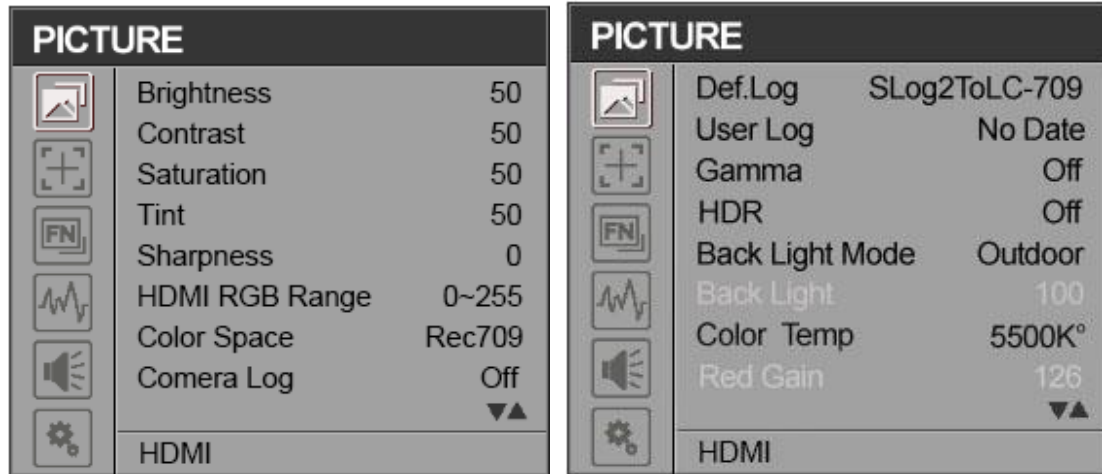 PICTURE
Brightness 50
Contrast 50
Saturation 50
Tint 50
FN
Sharpness 0
HDMI RGB Range 0~255
Color Space Rec709
Comera Log Off
▼▲
HDMI
PICTURE
Def.Log SLog2ToLC-709
User Log No Date
Gamma Off
HDR Off
FN
Back Light Mode Outdoor
Back Light 100
Color Temp 5500K°
Red Gain 126
▼▲
HDMI